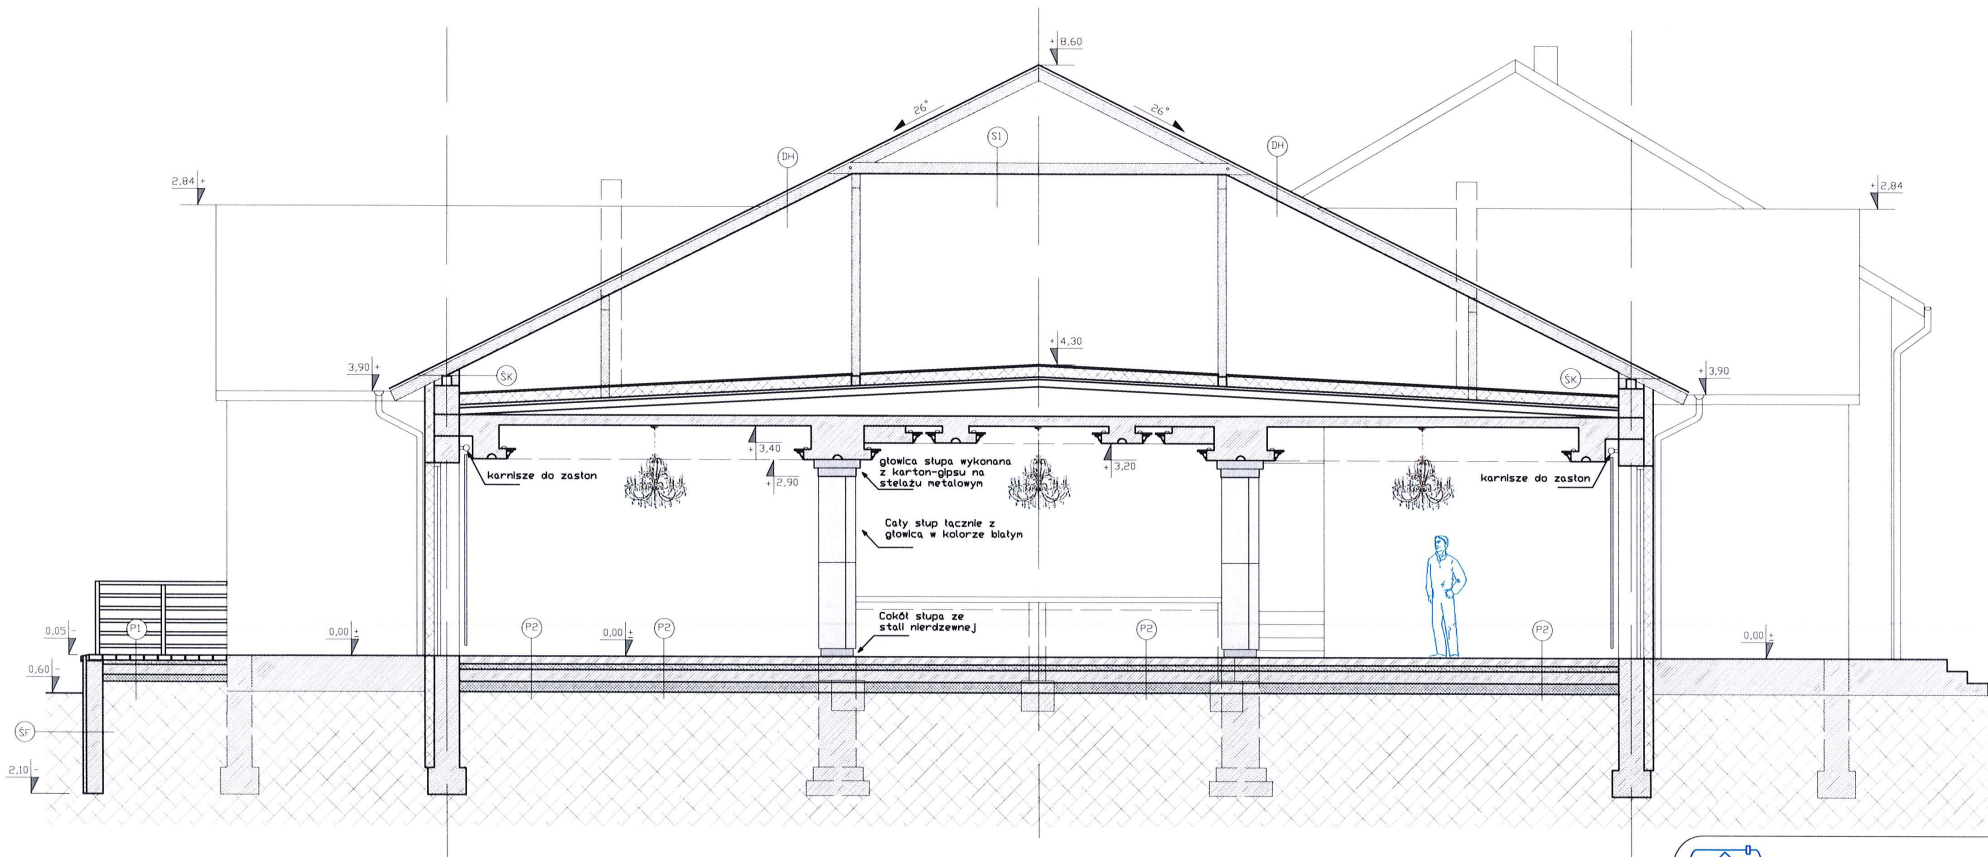 + 8,60
26°
26°
S1
DH
DH
2,84 +
+ 2,84
+ 4,30
3,90 +
ŚK
ŚK
+ 3,90
+ 3,40
+ 2,90
+ 3,20
karnisze do zasłon
głowica słupa wykonana
z karton-gipsu na
stelażu metalowym
karnisze do zasłon
Cały słup łącznie z
głowicą w kolorze białym
Cokół słupa ze
stali nierdzewnej
0,05 -
P1
0,00 ±
P2
0,00 ±
P2
P2
P2
0,00 ±
0,60 -
ŚF
2,10 -